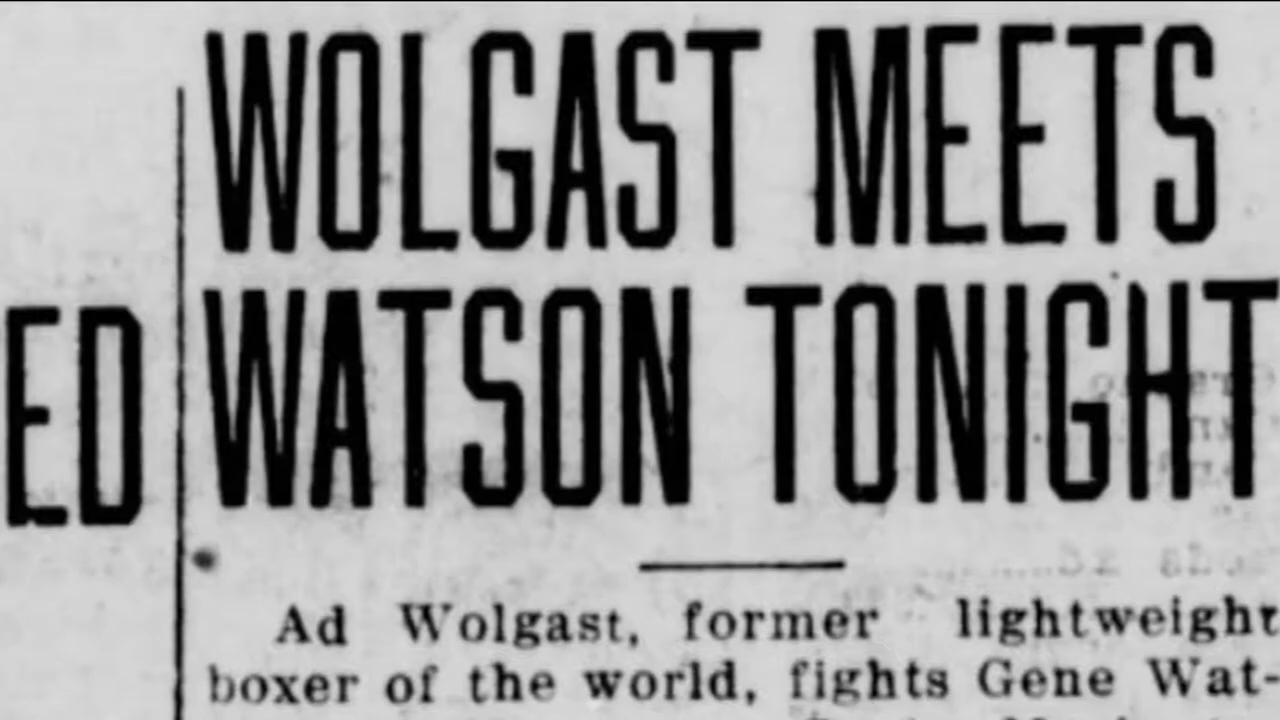 WOLGAST MEETS
WATSON TONIGHT
ED
Ad Wolgast, former lightweight
boxer of the world, fights Gene Wat-